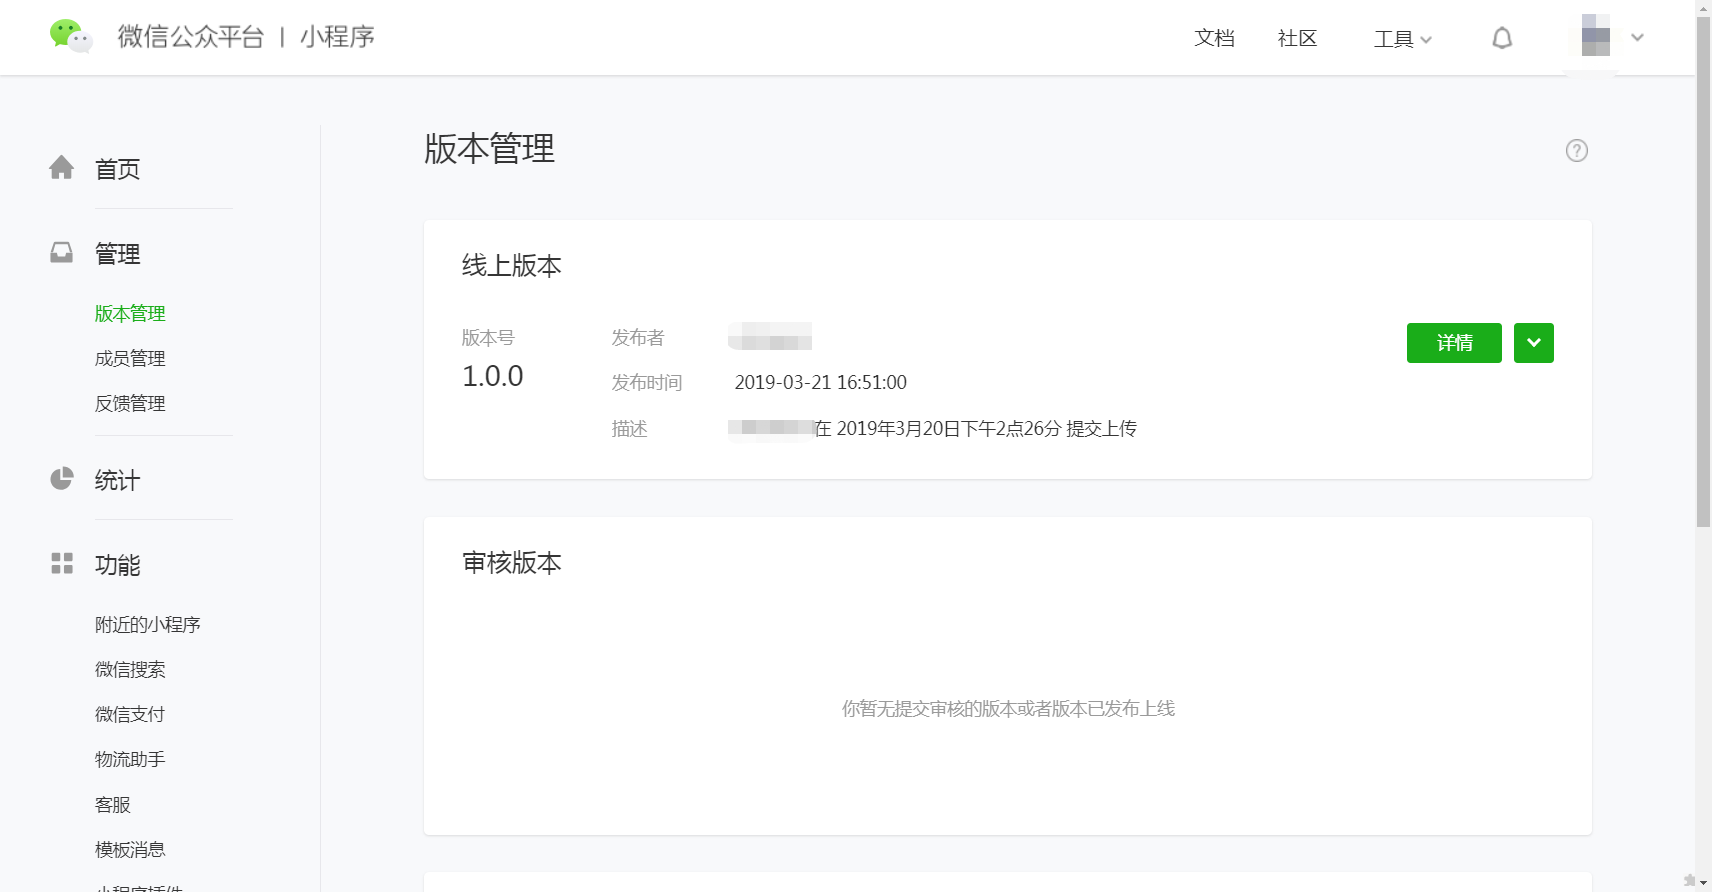 微信公众平台 | 小程序
文档 社区 工具
首页
管理
版本管理
成员管理
反馈管理
统计
功能
附近的小程序
微信搜索
微信支付
物流助手
客服
模板消息
小程序插件
版本管理
线上版本
版本号
1.0.0
发布者
发布时间 2019-03-21 16:51:00
描述 在 2019年3月20日下午2点26分 提交上传
详情
审核版本
你暂无提交审核的版本或者版本已发布上线